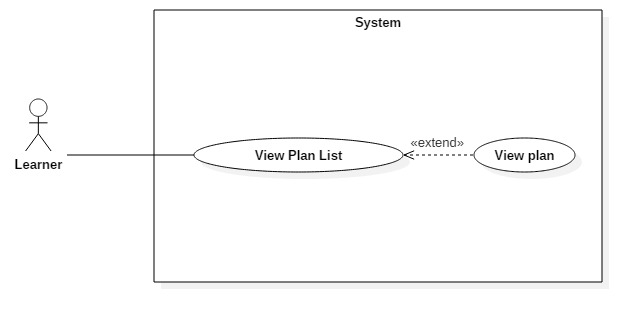 System
«extend»
View Plan List
View plan
Learner